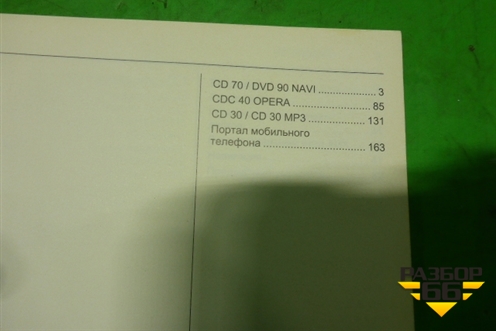 CD 70 / DVD 90 NAVI .................... 3
CDC 40 OPERA ............................ 85
CD 30 / CD 30 MP3 .................... 131
Портал мобильного
телефона ................................... 163
РАЗБОР
66